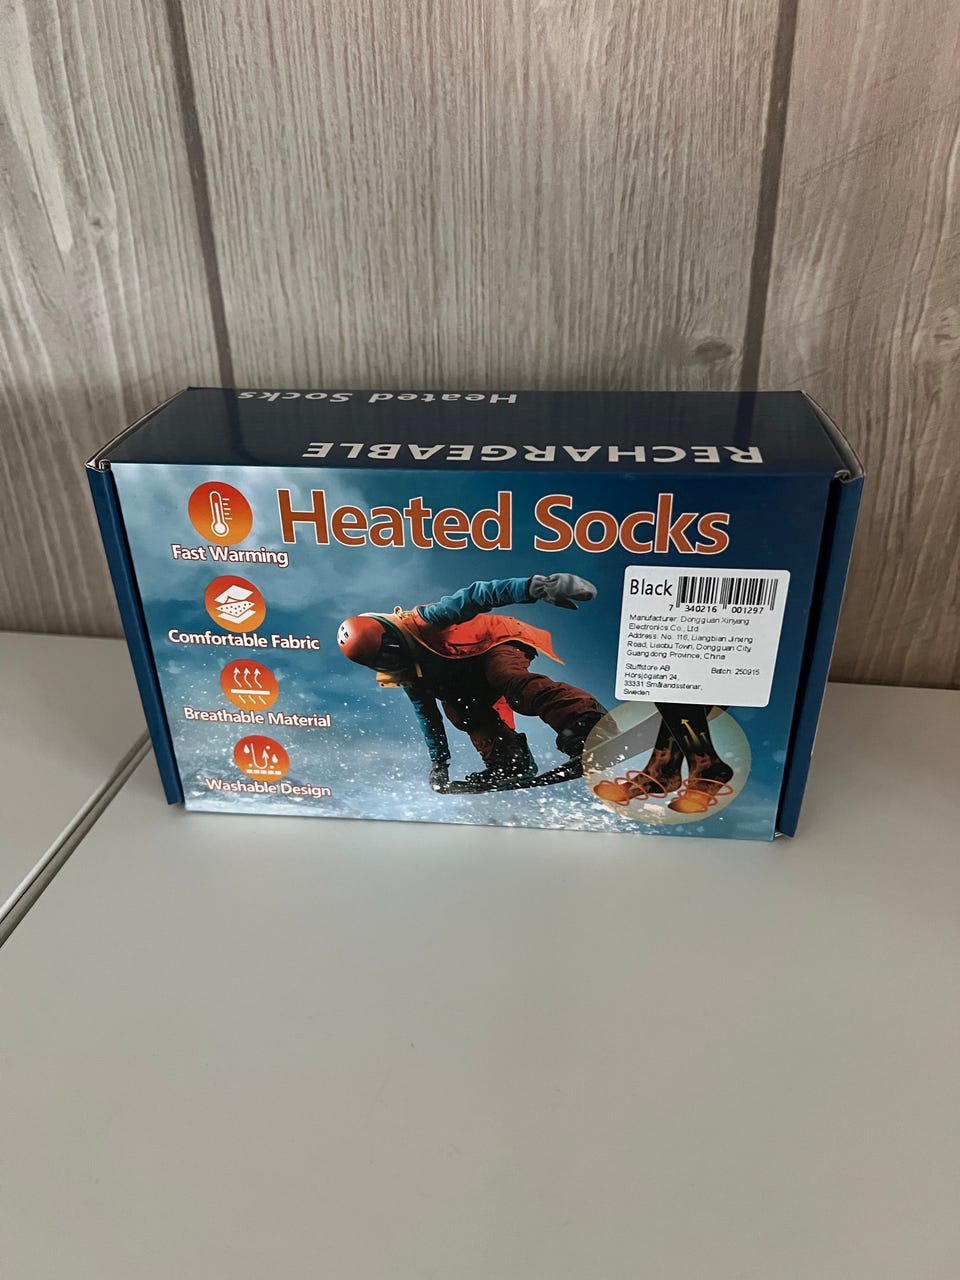 Heated Socks
RECHARGEABLE
Heated Socks
Fast Warming
Comfortable Fabric
Breathable Material
Washable Design
Black
7 340216 001297
Manufacturer: Dongguan Xinyang
Electronics Co., Ltd
Address: No. 116, Liangbian Jinxing
Road, Liaobu Town, Dongguan City,
Guangdong Province, China
Stuffstore AB
Batch: 250915
Hörsjögatan 24,
33331 Smålandsstenar,
Sweden